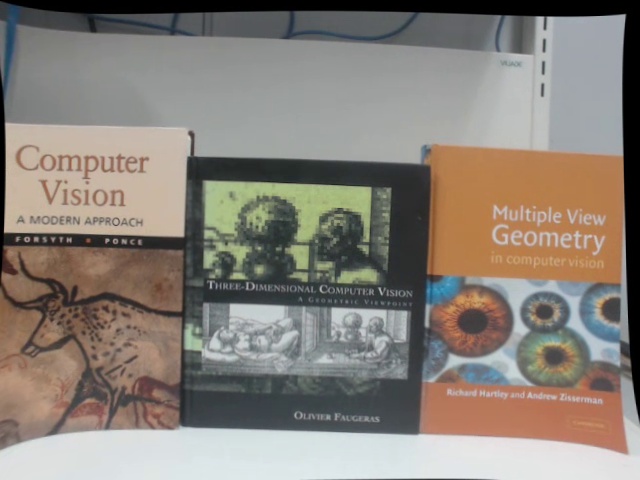 Computer
Vision
A MODERN APPROACH
FORSYTH ▪ PONCE
THREE-DIMENSIONAL COMPUTER VISION
A GEOMETRIC VIEWPOINT
OLIVIER FAUGERAS
Multiple View
Geometry
in computer vision
Richard Hartley and Andrew Zisserman